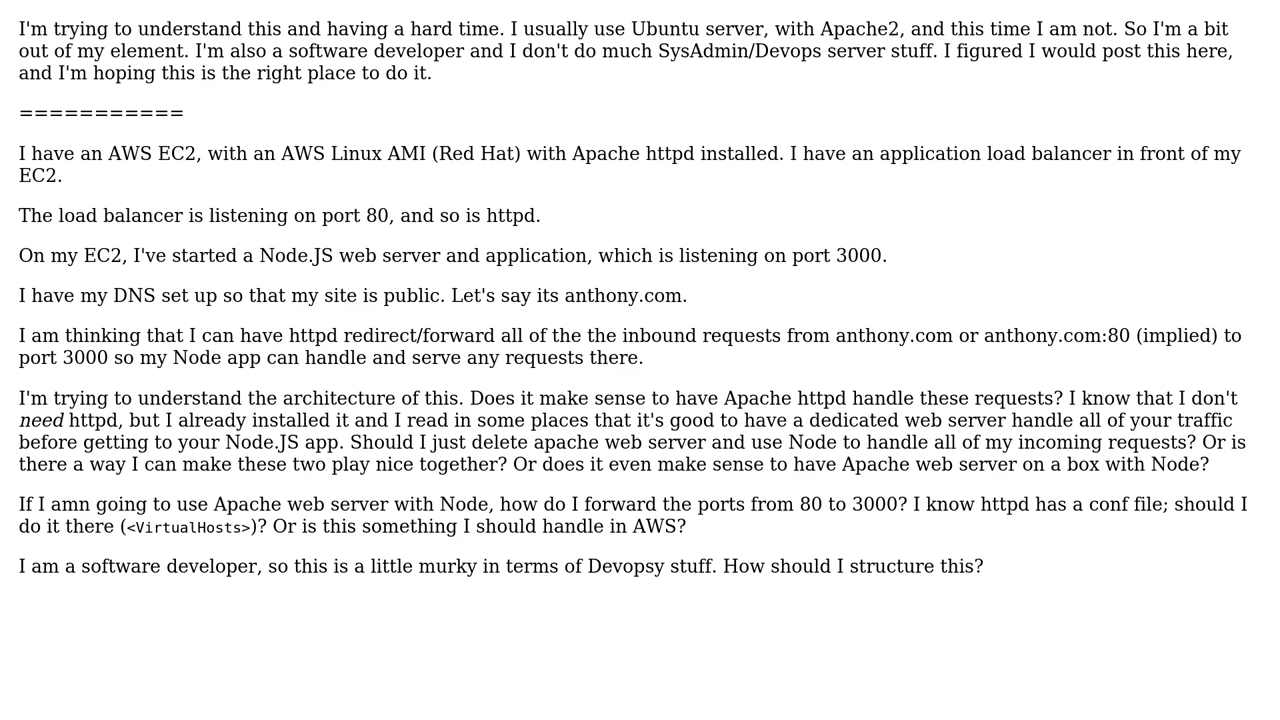 I'm trying to understand this and having a hard time. I usually use Ubuntu server, with Apache2, and this time I am not. So I'm a bit
out of my element. I'm also a software developer and I don't do much SysAdmin/Devops server stuff. I figured I would post this here,
and I'm hoping this is the right place to do it.
===========
I have an AWS EC2, with an AWS Linux AMI (Red Hat) with Apache httpd installed. I have an application load balancer in front of my
EC2.
The load balancer is listening on port 80, and so is httpd.
On my EC2, I've started a Node.JS web server and application, which is listening on port 3000.
I have my DNS set up so that my site is public. Let's say its anthony.com.
I am thinking that I can have httpd redirect/forward all of the the inbound requests from anthony.com or anthony.com:80 (implied) to
port 3000 so my Node app can handle and serve any requests there.
I'm trying to understand the architecture of this. Does it make sense to have Apache httpd handle these requests? I know that I don't
need httpd, but I already installed it and I read in some places that it's good to have a dedicated web server handle all of your traffic
before getting to your Node.JS app. Should I just delete apache web server and use Node to handle all of my incoming requests? Or is
there a way I can make these two play nice together? Or does it even make sense to have Apache web server on a box with Node?
If I amn going to use Apache web server with Node, how do I forward the ports from 80 to 3000? I know httpd has a conf file; should I
do it there (<VirtualHosts>)? Or is this something I should handle in AWS?
I am a software developer, so this is a little murky in terms of Devopsy stuff. How should I structure this?